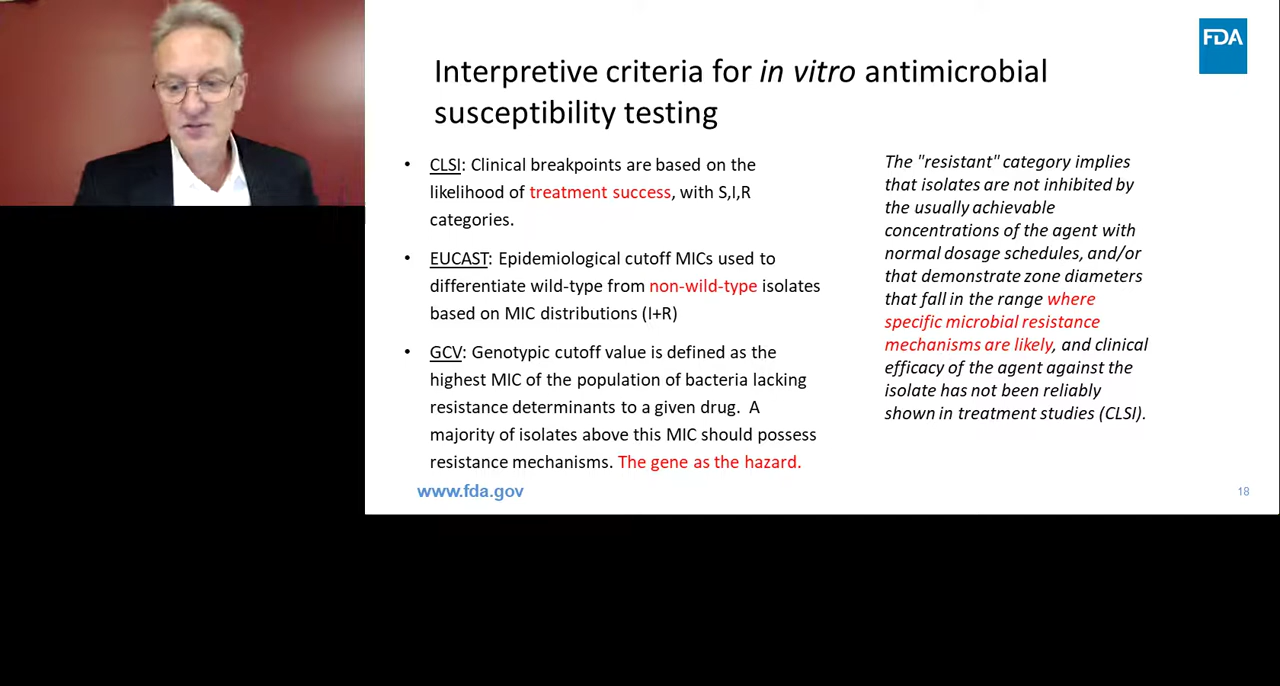 FDA
Interpretive criteria for in vitro antimicrobial
susceptibility testing
• CLSI: Clinical breakpoints are based on the
likelihood of treatment success, with S,I,R
categories.
• EUCAST: Epidemiological cutoff MICs used to
differentiate wild-type from non-wild-type isolates
based on MIC distributions (I+R)
• GCV: Genotypic cutoff value is defined as the
highest MIC of the population of bacteria lacking
resistance determinants to a given drug. A
majority of isolates above this MIC should possess
resistance mechanisms. The gene as the hazard.
The "resistant" category implies
that isolates are not inhibited by
the usually achievable
concentrations of the agent with
normal dosage schedules, and/or
that demonstrate zone diameters
that fall in the range where
specific microbial resistance
mechanisms are likely, and clinical
efficacy of the agent against the
isolate has not been reliably
shown in treatment studies (CLSI).
www.fda.gov
18